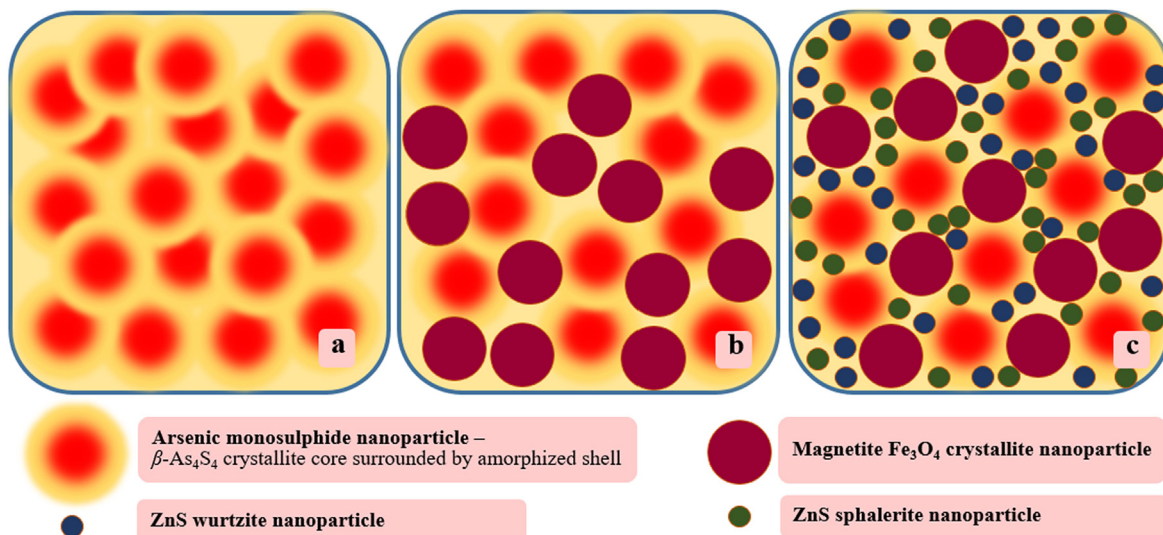 a
b
c
Arsenic monosulphide nanoparticle –
β-As₄S₄ crystallite core surrounded by amorphized shell
Magnetite Fe₃O₄ crystallite nanoparticle
ZnS wurtzite nanoparticle
ZnS sphalerite nanoparticle